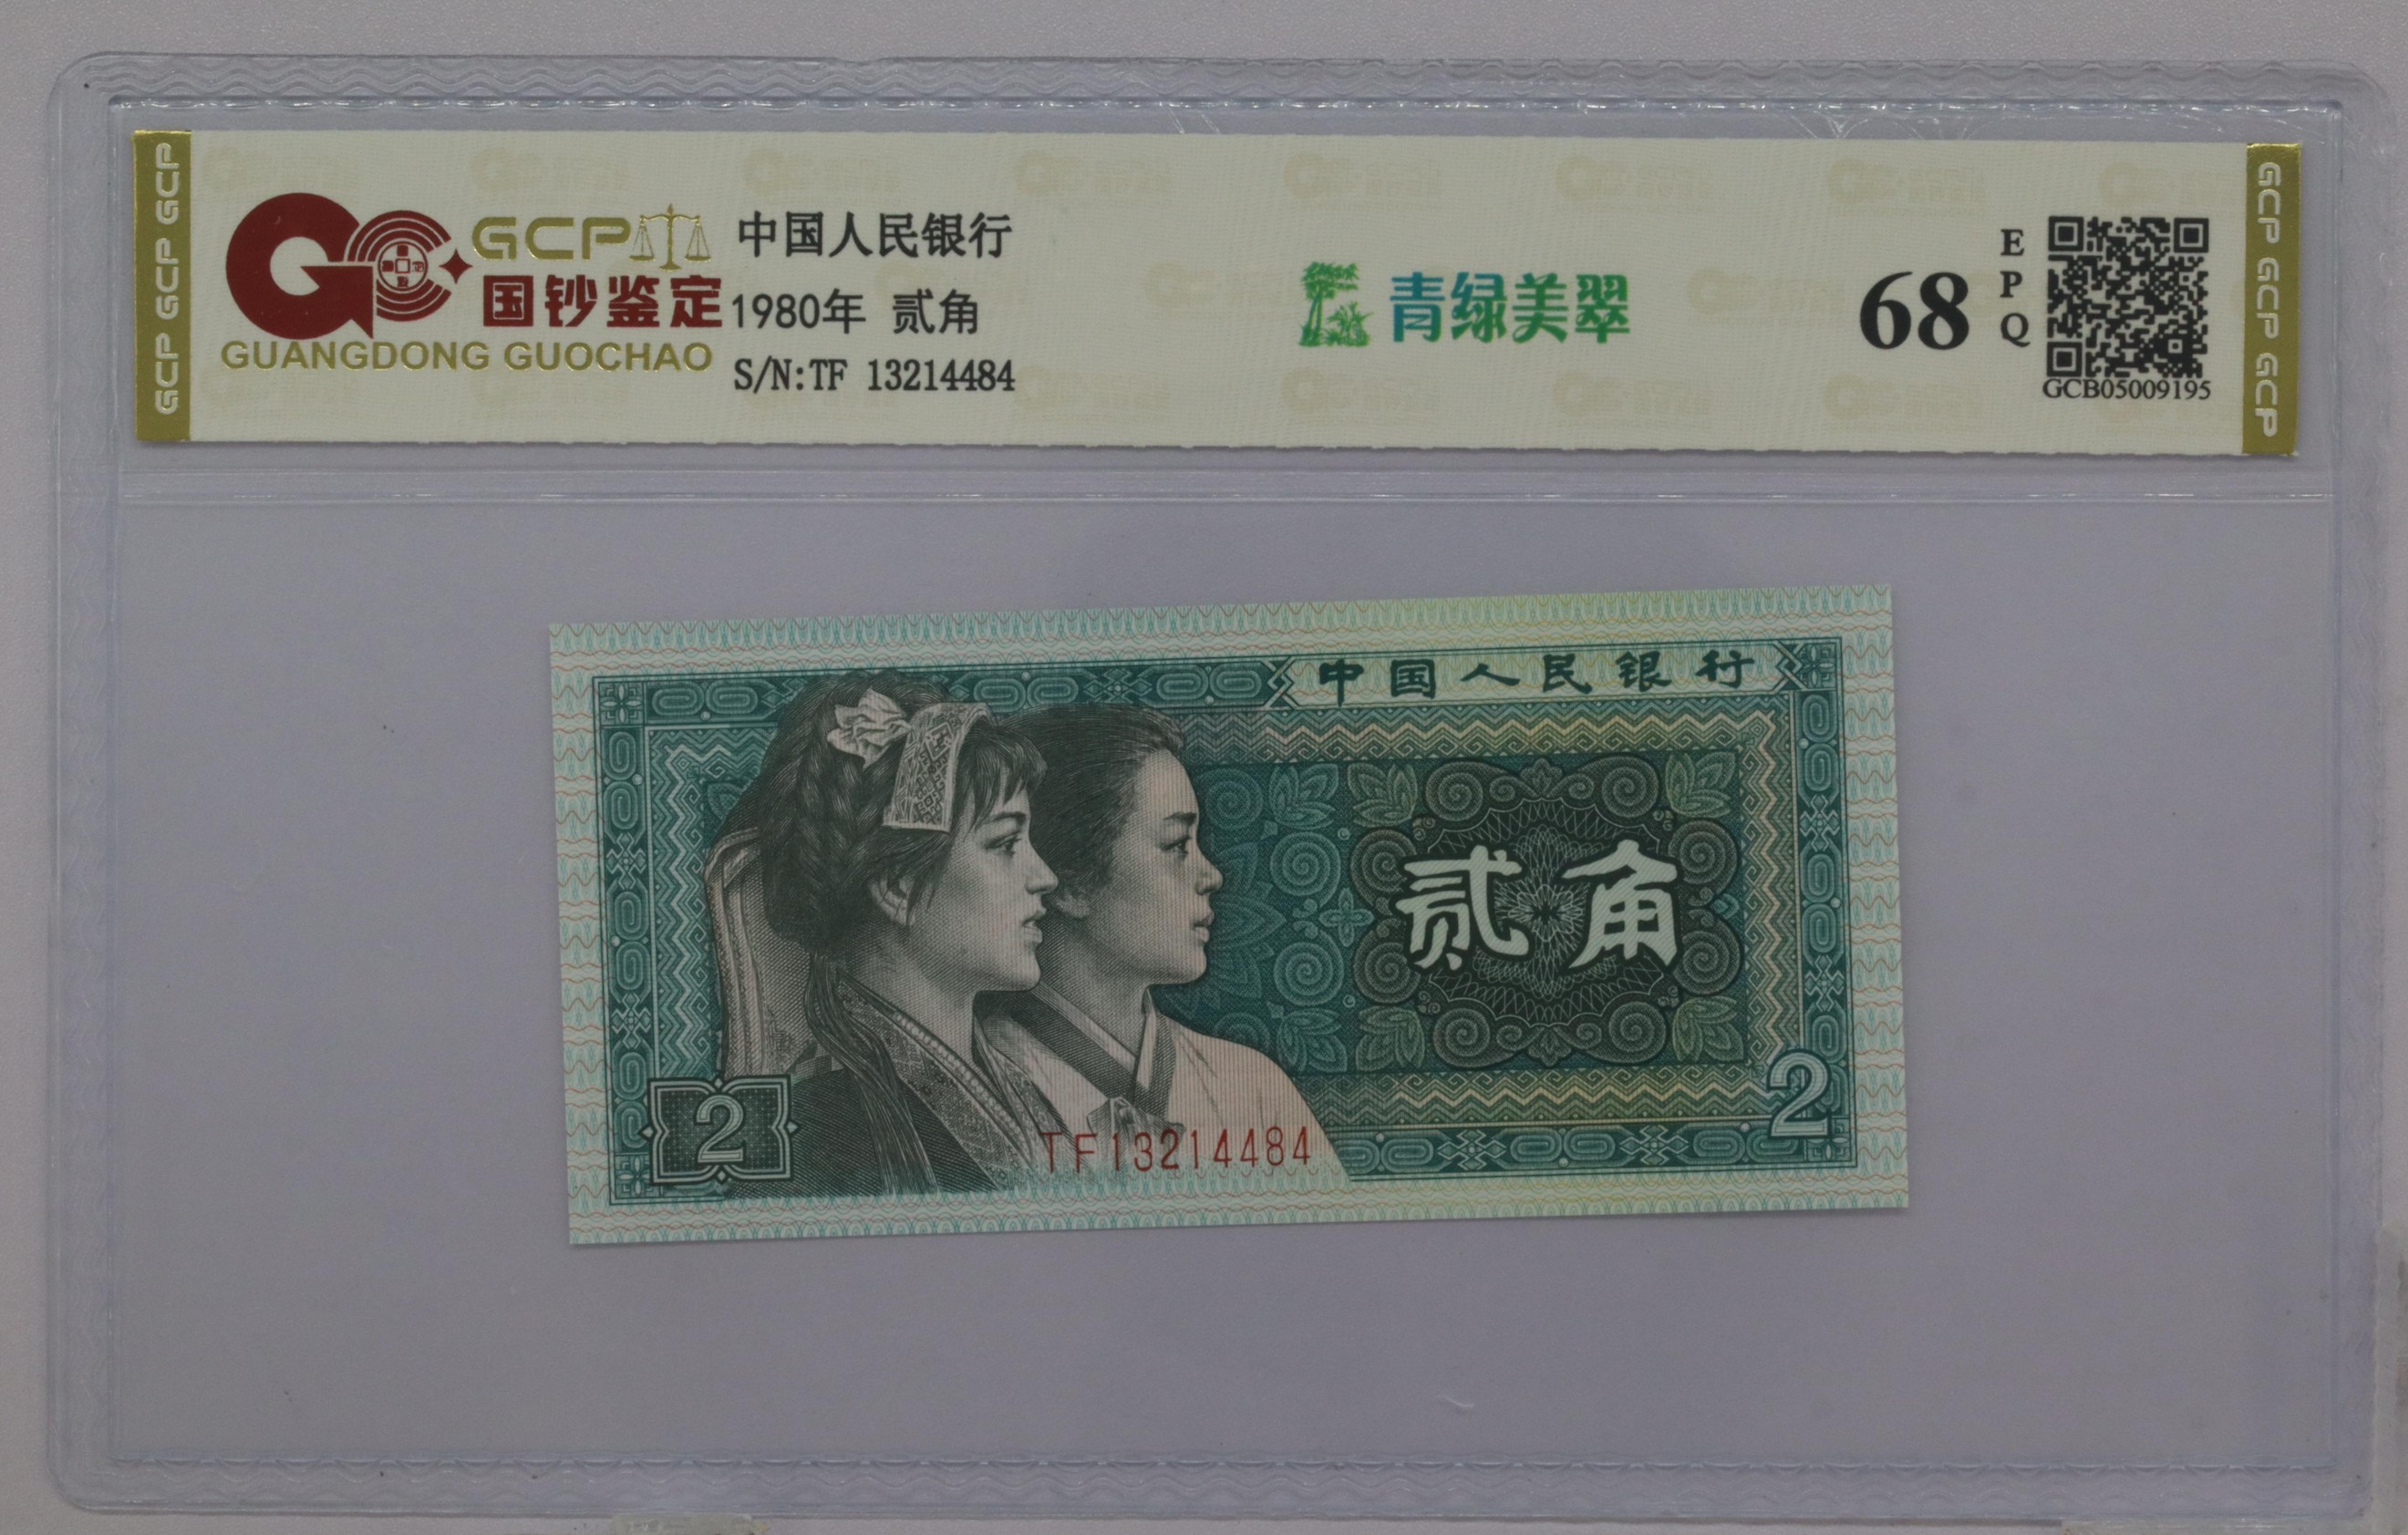 GCP GCP GCP
GCP
国钞鉴定
GUANGDONG GUOCHAO
中国人民银行
1980年 贰角
S/N:TF 13214484
青绿美翠
68
EPQ
GCB05009195
GCP GCP GCP
中国人民银行
贰角
2
2
TF13214484